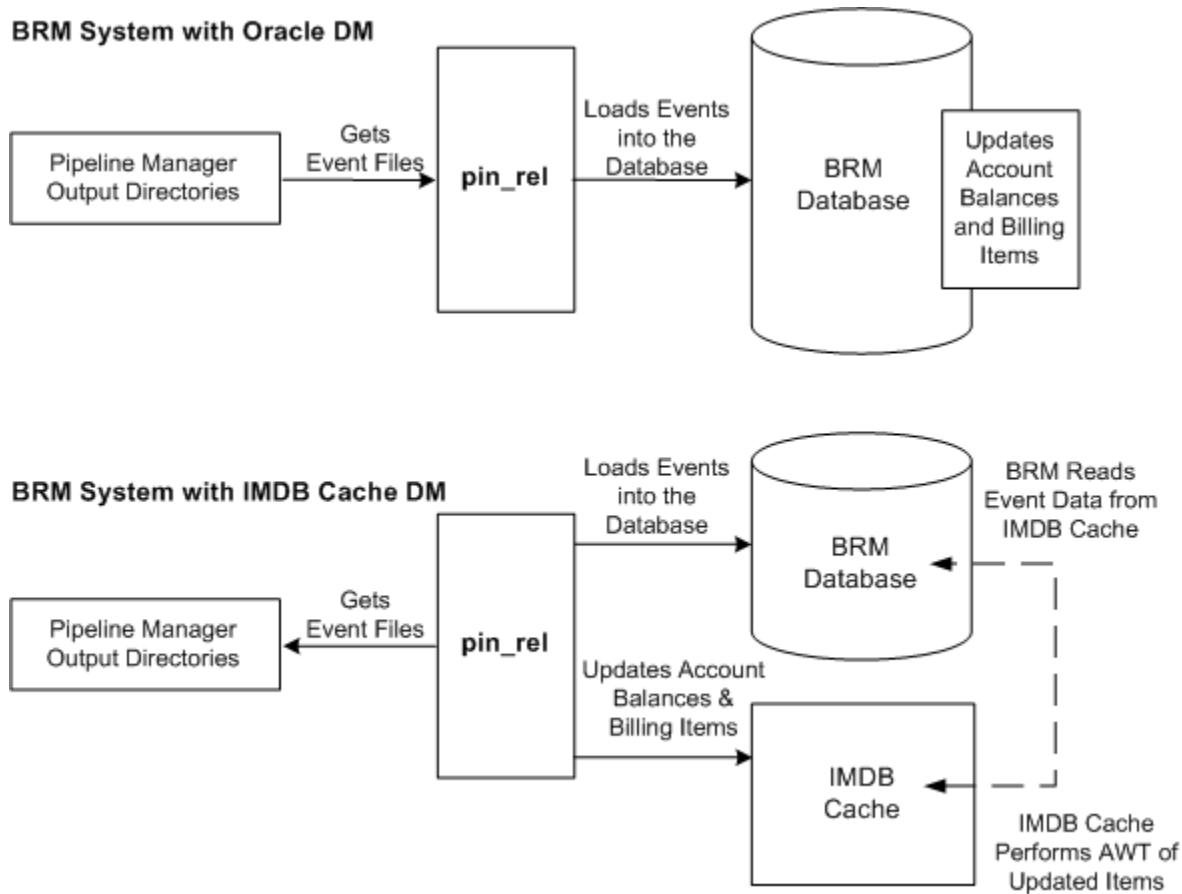 BRM System with Oracle DM
Pipeline Manager
Output Directories
Gets
Event Files
pin_rel
Loads Events
into the
Database
BRM
Database
Updates
Account
Balances
and Billing
Items
BRM System with IMDB Cache DM
Pipeline Manager
Output Directories
Gets
Event Files
pin_rel
Loads Events
into the
Database
BRM
Database
BRM Reads
Event Data from
IMDB Cache
Updates Account
Balances &
Billing Items
IMDB
Cache
IMDB Cache
Performs AWT of
Updated Items